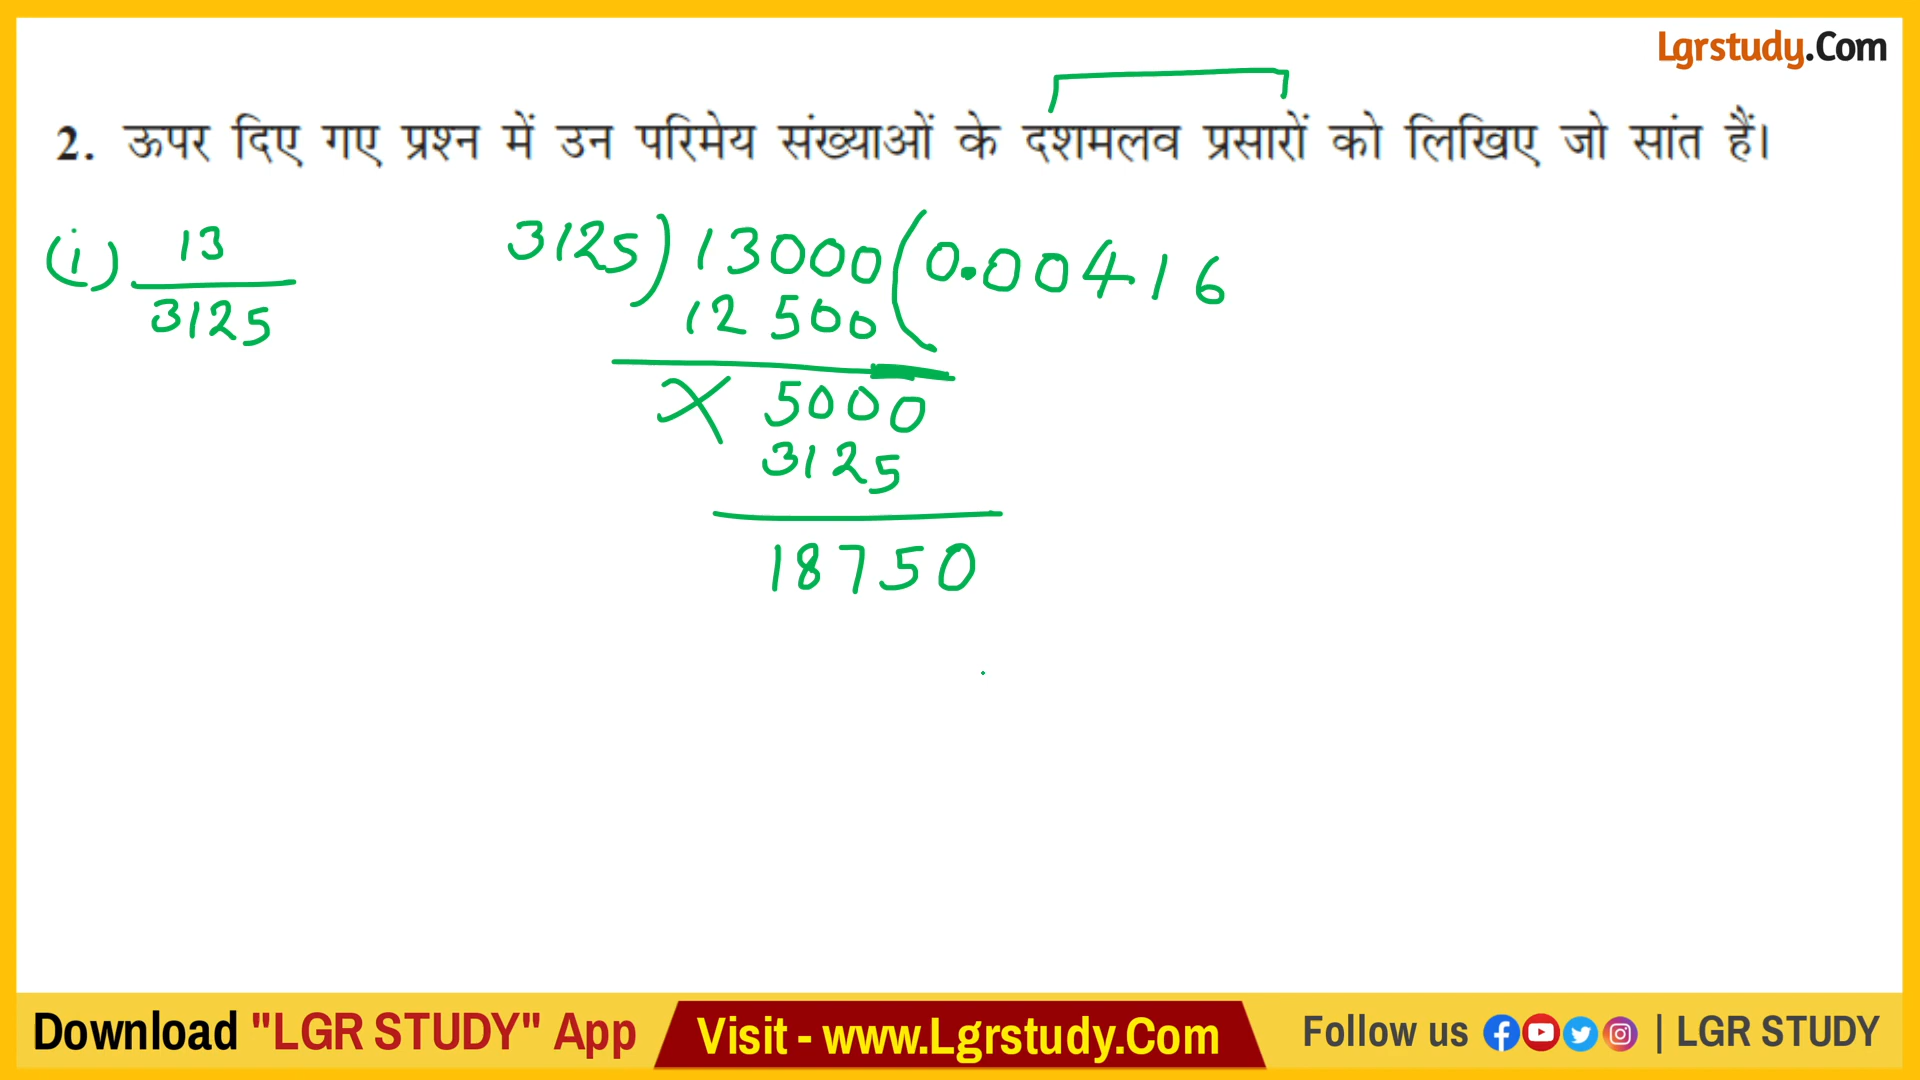 Lgrstudy.Com
2. ऊपर दिए गए प्रश्न में उन परिमेय संख्याओं के दशमलव प्रसारों को लिखिए जो सांत हैं।
(i) 13
3125
3125) 13000 (0.00416
12500
X 5000
3125
18750
Download "LGR STUDY" App
Visit - www.Lgrstudy.Com
Follow us | LGR STUDY